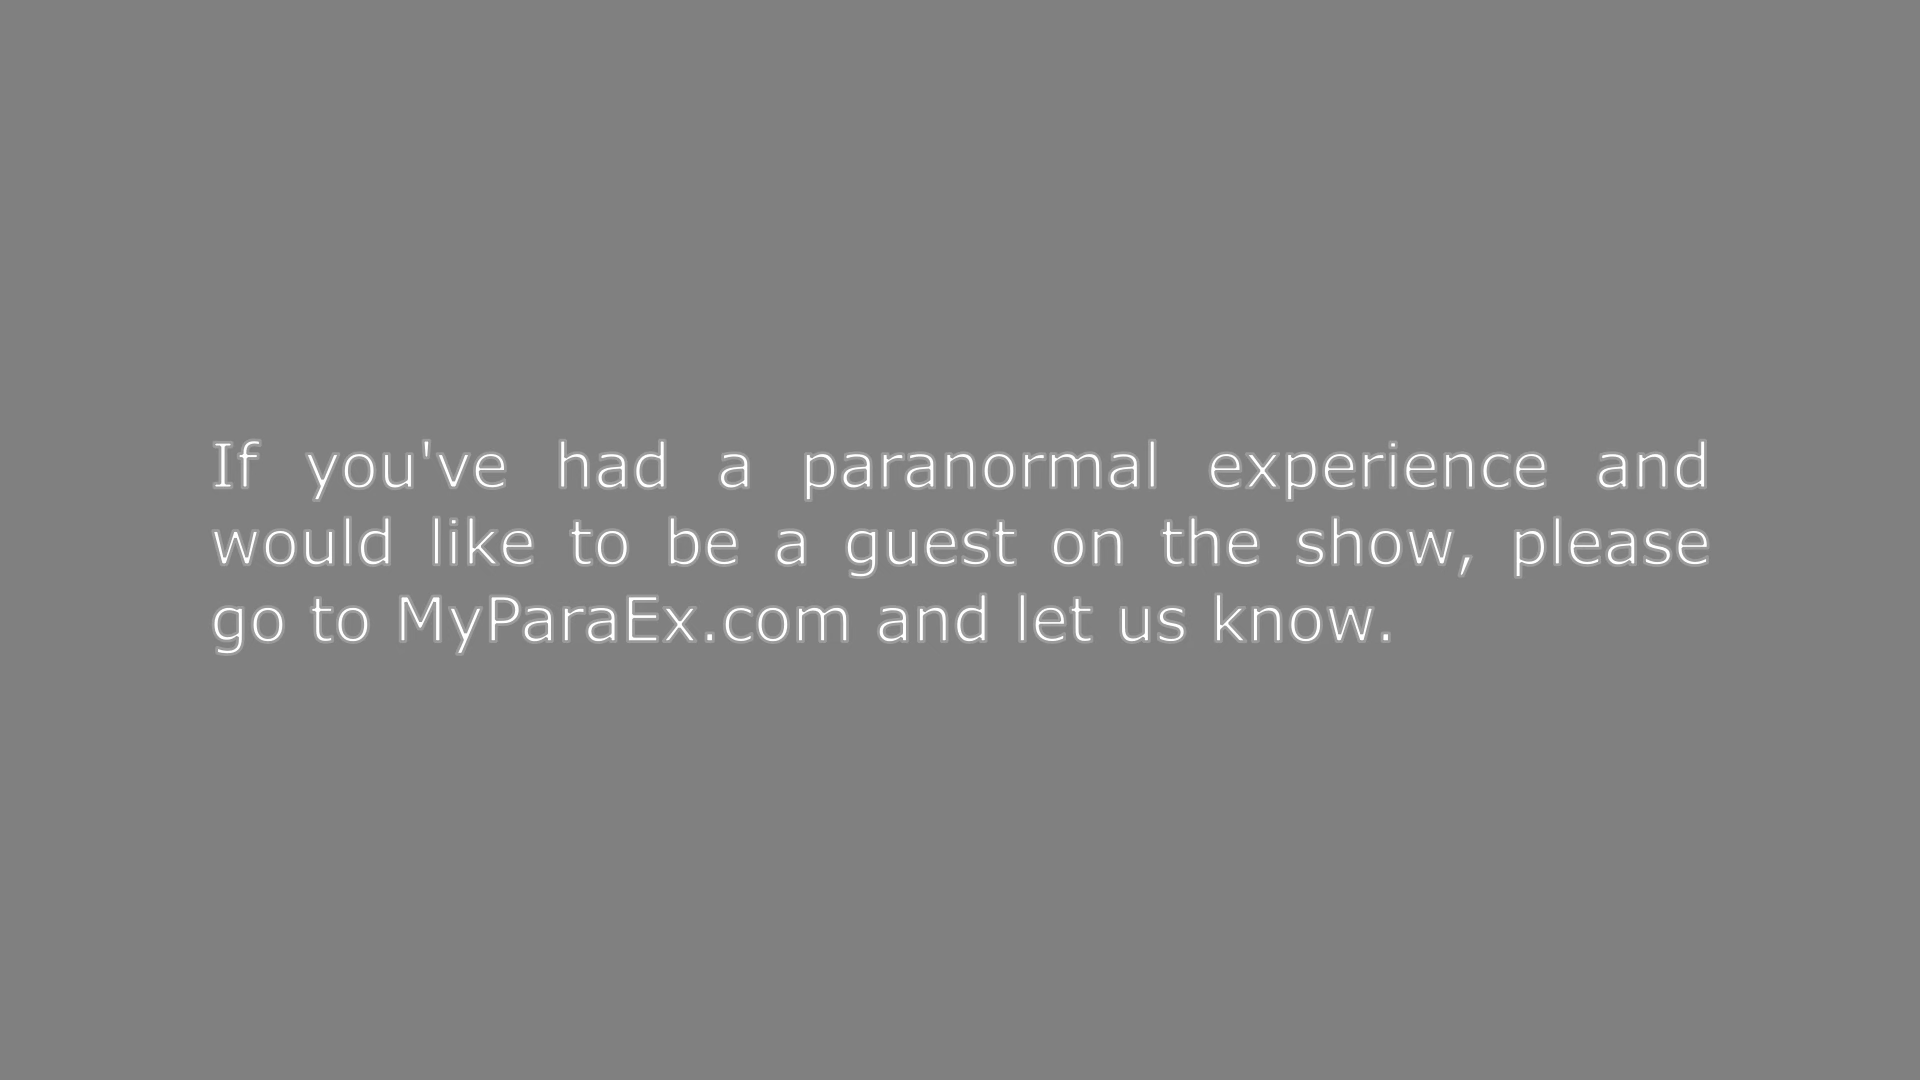 If you've had a paranormal experience and
would like to be a guest on the show, please
go to MyParaEx.com and let us know.